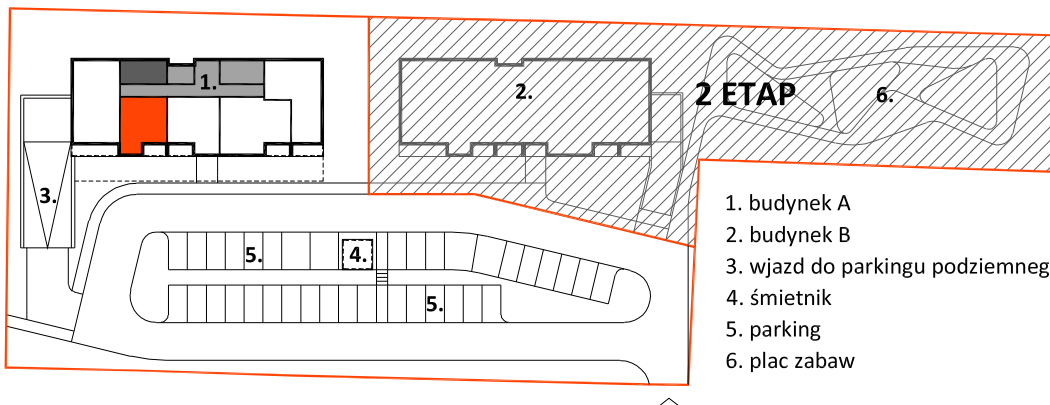 1.
2.
2 ETAP
6.
3.
5.
4.
5.
1. budynek A
2. budynek B
3. wjazd do parkingu podziemneg
4. śmietnik
5. parking
6. plac zabaw